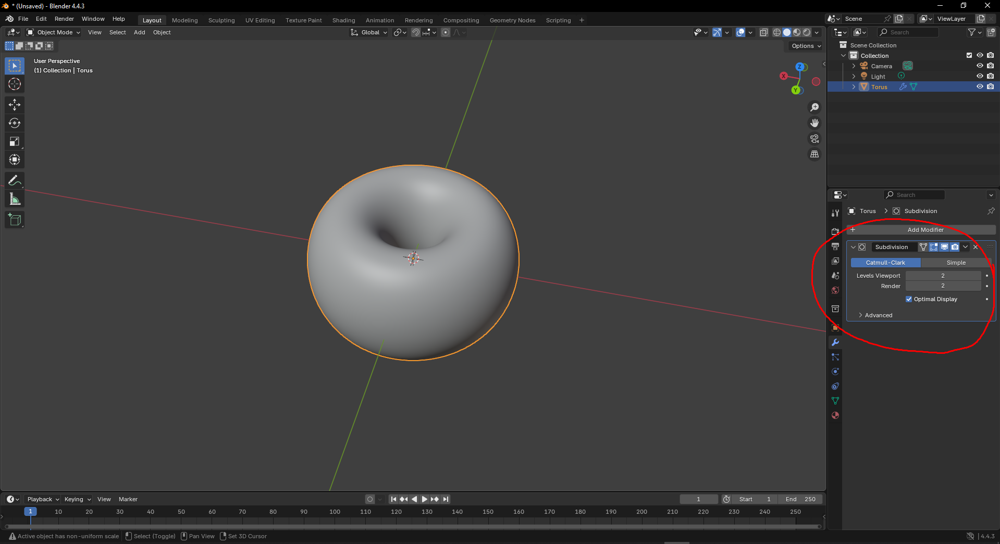 * (Unsaved) - Blender 4.4.3
File Edit Render Window Help
Layout Modeling Sculpting UV Editing Texture Paint Shading Animation Rendering Compositing Geometry Nodes Scripting +
Scene
ViewLayer
Object Mode View Select Add Object
Global
Search
Options
User Perspective
(1) Collection | Torus
Z
X
Y
Scene Collection
Collection
Camera
Light
Torus
Search
Torus > Subdivision
+ Add Modifier
Subdivision
Catmull-Clark Simple
Levels Viewport 2
Render 2
Optimal Display
Advanced
Playback Keying View Marker
1 Start 1 End 250
1 10 20 30 40 50 60 70 80 90 100 110 120 130 140 150 160 170 180 190 200 210 220 230 240 250
Active object has non-uniform scale Select (Toggle) Pan View Set 3D Cursor
4.4.3